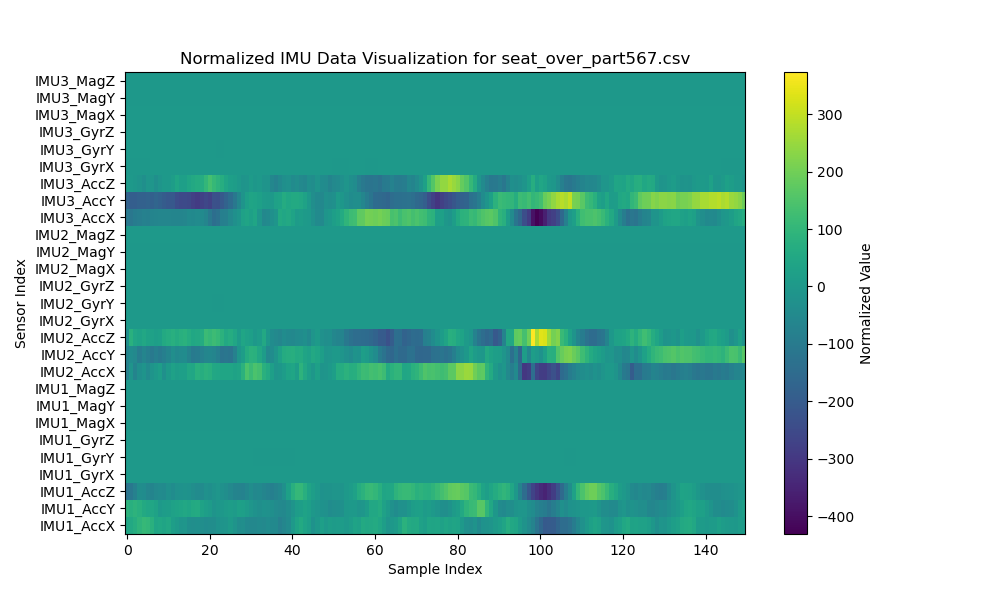 Normalized IMU Data Visualization for seat_over_part567.csv
IMU3_MagZ
IMU3_MagY
IMU3_MagX
IMU3_GyrZ
IMU3_GyrY
IMU3_GyrX
IMU3_AccZ
IMU3_AccY
IMU3_AccX
IMU2_MagZ
IMU2_MagY
IMU2_MagX
IMU2_GyrZ
IMU2_GyrY
IMU2_GyrX
IMU2_AccZ
IMU2_AccY
IMU2_AccX
IMU1_MagZ
IMU1_MagY
IMU1_MagX
IMU1_GyrZ
IMU1_GyrY
IMU1_GyrX
IMU1_AccZ
IMU1_AccY
IMU1_AccX
Sensor Index
0 20 40 60 80 100 120 140
Sample Index
300
200
100
0
−100
−200
−300
−400
Normalized Value